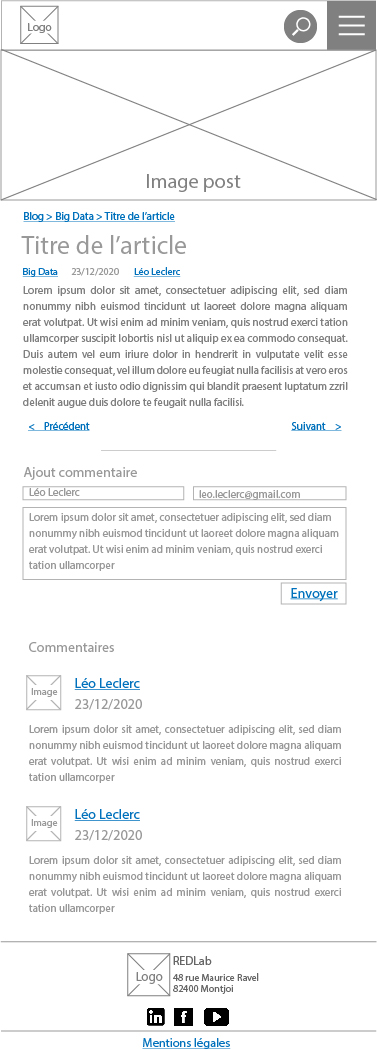 Logo
Image post
Blog > Big Data > Titre de l'article
Titre de l'article
Big Data 23/12/2020 Léo Leclerc
Lorem ipsum dolor sit amet, consectetuer adipiscing elit, sed diam
nonummy nibh euismod tincidunt ut laoreet dolore magna aliquam
erat volutpat. Ut wisi enim ad minim veniam, quis nostrud exerci tation
ullamcorper suscipit lobortis nisl ut aliquip ex ea commodo consequat.
Duis autem vel eum iriure dolor in hendrerit in vulputate velit esse
molestie consequat, vel illum dolore eu feugiat nulla facilisis at vero eros
et accumsan et iusto odio dignissim qui blandit praesent luptatum zzril
delenit augue duis dolore te feugait nulla facilisi.
< Précédent Suivant >
Ajout commentaire
Léo Leclerc leo.leclerc@gmail.com
Lorem ipsum dolor sit amet, consectetuer adipiscing elit, sed diam
nonummy nibh euismod tincidunt ut laoreet dolore magna aliquam
erat volutpat. Ut wisi enim ad minim veniam, quis nostrud exerci
tation ullamcorper
Envoyer
Commentaires
Image
Léo Leclerc
23/12/2020
Lorem ipsum dolor sit amet, consectetuer adipiscing elit, sed diam
nonummy nibh euismod tincidunt ut laoreet dolore magna aliquam
erat volutpat. Ut wisi enim ad minim veniam, quis nostrud exerci
tation ullamcorper
Image
Léo Leclerc
23/12/2020
Lorem ipsum dolor sit amet, consectetuer adipiscing elit, sed diam
nonummy nibh euismod tincidunt ut laoreet dolore magna aliquam
erat volutpat. Ut wisi enim ad minim veniam, quis nostrud exerci
tation ullamcorper
Logo
REDLab
48 rue Maurice Ravel
82400 Montjoi
in f
Mentions légales